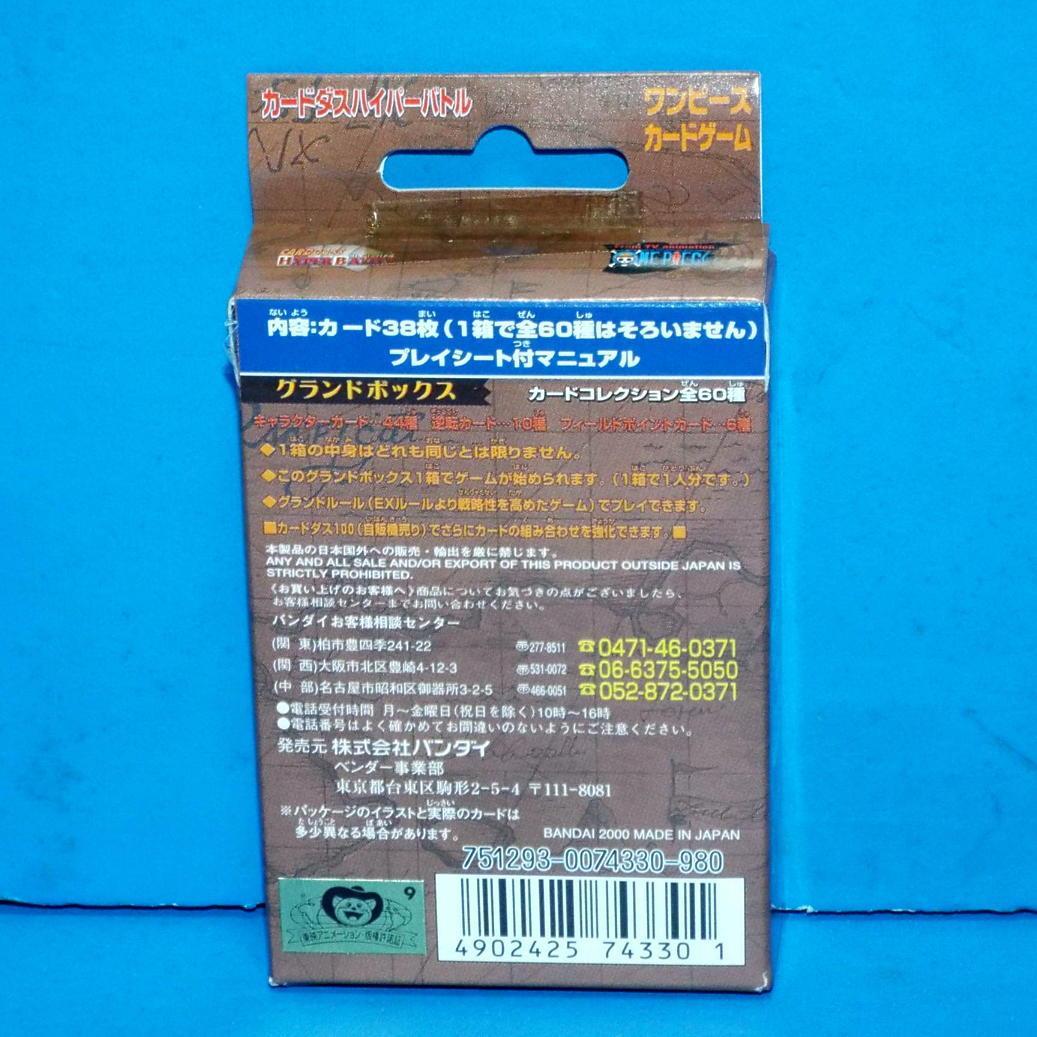 カードダスハイパーバトル
ワンピース
カードゲーム
HYPER BATTLE
From TV animation
ONE PIECE
内容:カード38枚(1箱で全60種はそろいません)
プレイシート付マニュアル
グランドボックス カードコレクション全60種
キャラクターカード…44種 逆転カード…10種 フィールドポイントカード…6種
◆1箱の中身はどれも同じとは限りません。
◆このグランドボックス1箱でゲームが始められます。(1箱で1人分です。)
◆グランドルール(EXルールより戦略性を高めたゲーム)でプレイできます。
■カードダス100(自販機売り)でさらにカードの組み合わせを強化できます。■
本製品の日本国外への販売・輸出を厳に禁じます。
ANY AND ALL SALE AND/OR EXPORT OF THIS PRODUCT OUTSIDE JAPAN IS
STRICTLY PROHIBITED.
《お買い上げのお客様へ》商品についてお気づきの点がございましたら、
お客様相談センターまでお問い合わせください。
バンダイお客様相談センター
(関 東)柏市豊四季241-22 〒277-8511 ☎0471-46-0371
(関 西)大阪市北区豊崎4-12-3 〒531-0072 ☎06-6375-5050
(中 部)名古屋市昭和区御器所3-2-5 〒466-0051 ☎052-872-0371
●電話受付時間 月〜金曜日(祝日を除く)10時〜16時
●電話番号はよく確かめてお間違いのないようにご注意ください。
発売元 株式会社バンダイ
ベンダー事業部
東京都台東区駒形2-5-4 〒111-8081
※パッケージのイラストと実際のカードは
多少異なる場合があります。
BANDAI 2000 MADE IN JAPAN
751293-0074330-980
9
東映アニメーション・版権許諾証
4902425 74330 1